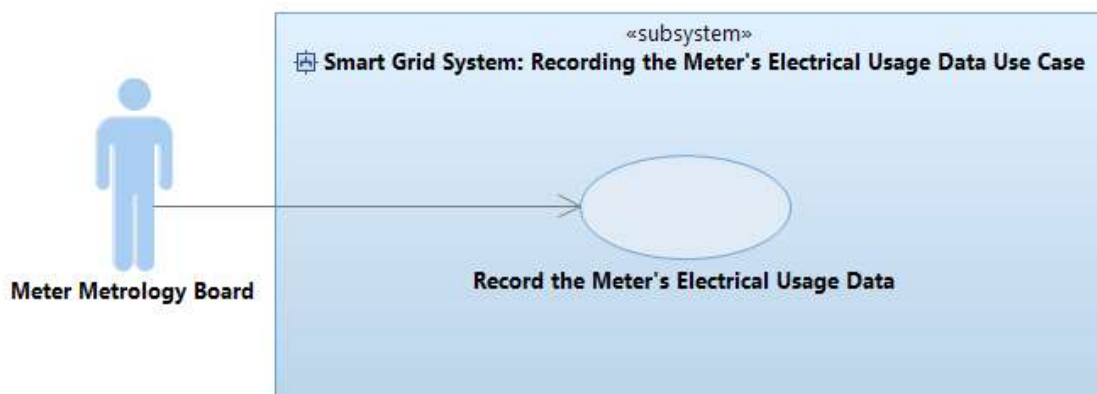 «subsystem»
Smart Grid System: Recording the Meter's Electrical Usage Data Use Case
Meter Metrology Board
Record the Meter's Electrical Usage Data